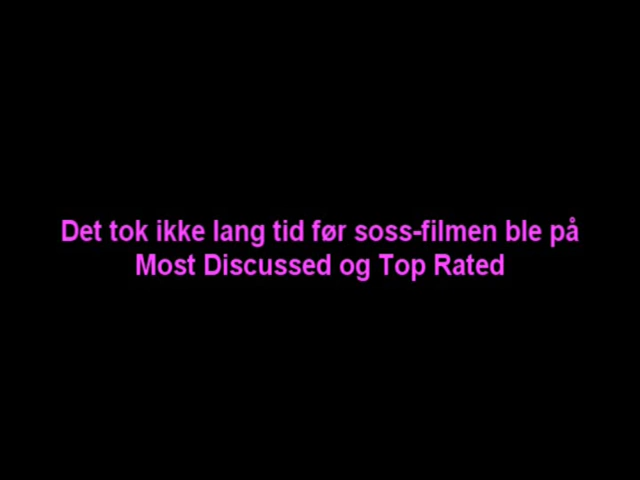 Det tok ikke lang tid før soss-filmen ble på
Most Discussed og Top Rated